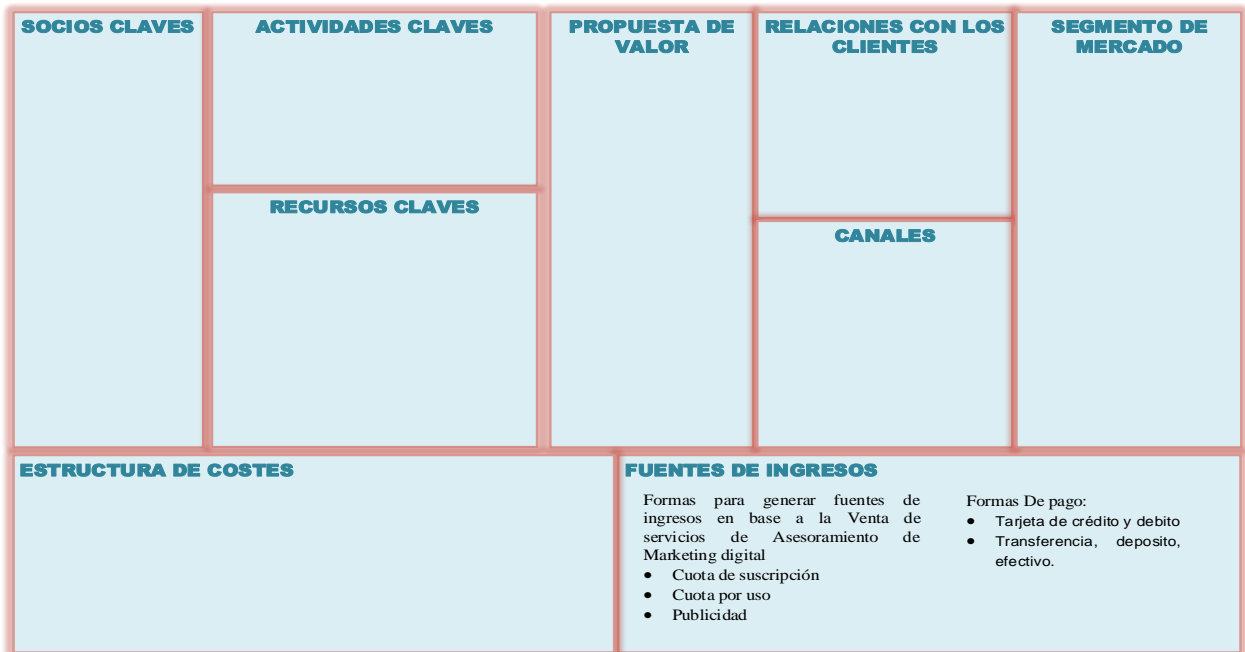 SOCIOS CLAVES
ACTIVIDADES CLAVES
RECURSOS CLAVES
PROPUESTA DE
VALOR
RELACIONES CON LOS
CLIENTES
CANALES
SEGMENTO DE
MERCADO
ESTRUCTURA DE COSTES
FUENTES DE INGRESOS
Formas para generar fuentes de
ingresos en base a la Venta de
servicios de Asesoramiento de
Marketing digital
• Cuota de suscripción
• Cuota por uso
• Publicidad
Formas De pago:
• Tarjeta de crédito y debito
• Transferencia, deposito,
efectivo.